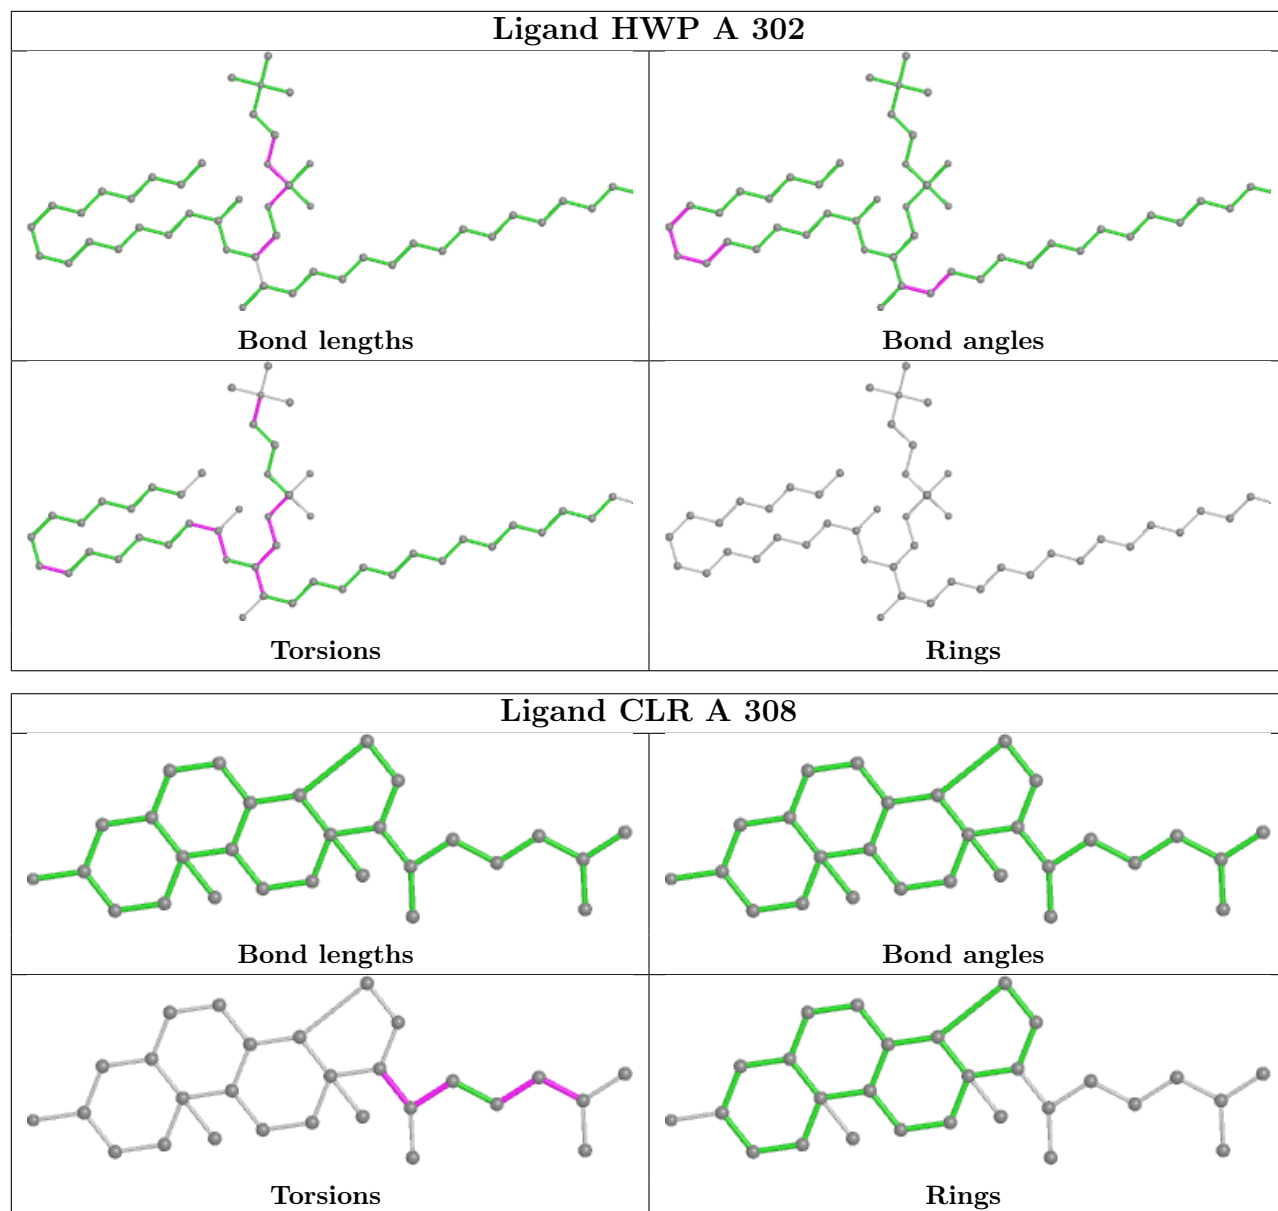 Ligand HWP A 302
Bond lengths
Bond angles
Torsions
Rings
Ligand CLR A 308
Bond lengths
Bond angles
Torsions
Rings